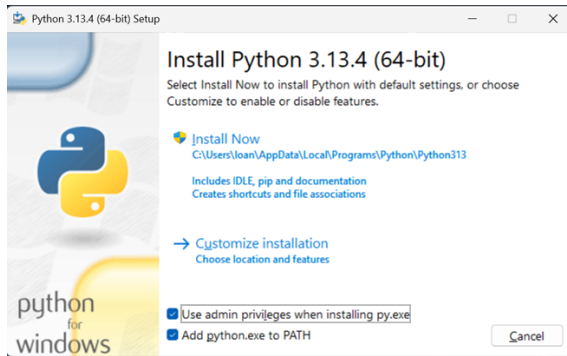 Python 3.13.4 (64-bit) Setup
Install Python 3.13.4 (64-bit)
Select Install Now to install Python with default settings, or choose
Customize to enable or disable features.
Install Now
C:\Users\loan\AppData\Local\Programs\Python\Python313
Includes IDLE, pip and documentation
Creates shortcuts and file associations
Customize installation
Choose location and features
Use admin privileges when installing py.exe
Add python.exe to PATH
Cancel
python
for
windows